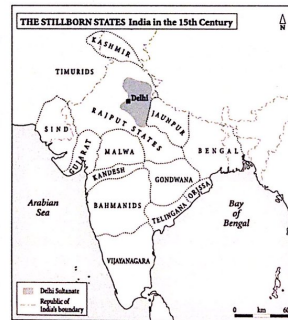 THE STILLBORN STATES India in the 15th Century
N
KASHMIR
TIMURIDS
Delhi
RAJPUT STATES
JAUNPUR
SIND
GUJARAT
MALWA
BENGAL
KANDESH
GONDWANA
ORISSA
Arabian
Sea
BAHMANIDS
TELINGANA
Bay
of
Bengal
VIJAYANAGARA
Delhi Sultanate
Republic of
India's boundary
0 km 600